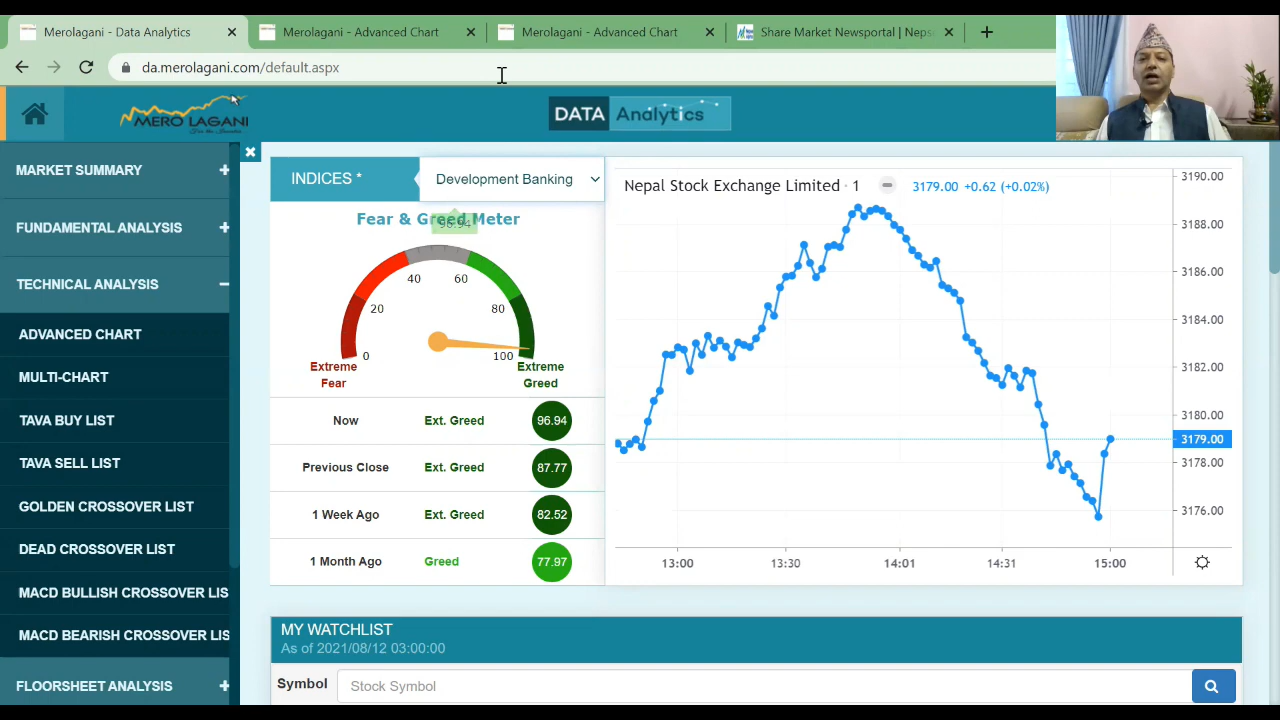 Merolagani - Data Analytics
Merolagani - Advanced Chart
Merolagani - Advanced Chart
Share Market Newsportal | Neps
da.merolagani.com/default.aspx
MERO LAGANI
DATA Analytics
MARKET SUMMARY +
FUNDAMENTAL ANALYSIS +
TECHNICAL ANALYSIS −
ADVANCED CHART
MULTI-CHART
TAVA BUY LIST
TAVA SELL LIST
GOLDEN CROSSOVER LIST
DEAD CROSSOVER LIST
MACD BULLISH CROSSOVER LIS
MACD BEARISH CROSSOVER LIS
FLOORSHEET ANALYSIS +
INDICES *
Development Banking
Fear & Greed Meter
96.94
0
20
40
60
80
100
Extreme Fear
Extreme Greed
Now Ext. Greed 96.94
Previous Close Ext. Greed 87.77
1 Week Ago Ext. Greed 82.52
1 Month Ago Greed 77.97
Nepal Stock Exchange Limited · 1 3179.00 +0.62 (+0.02%)
3190.00
3188.00
3186.00
3184.00
3182.00
3180.00
3179.00
3178.00
3176.00
13:00 13:30 14:01 14:31 15:00
MY WATCHLIST
As of 2021/08/12 03:00:00
Symbol Stock Symbol